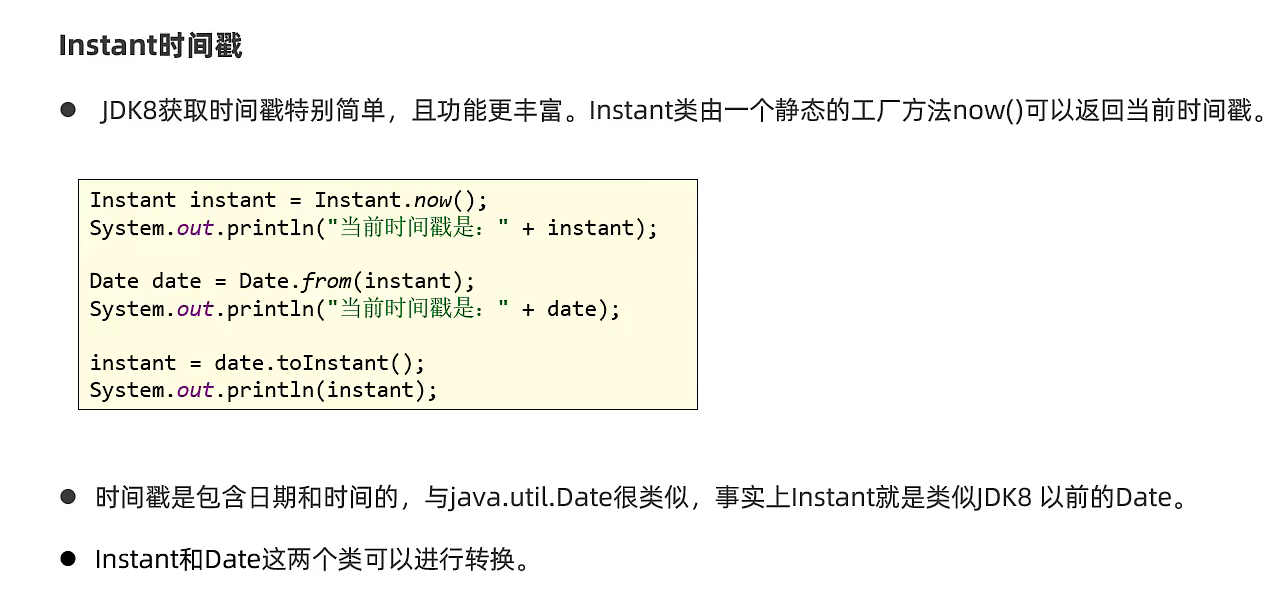 Instant时间戳
● JDK8获取时间戳特别简单，且功能更丰富。Instant类由一个静态的工厂方法now()可以返回当前时间戳。
Instant instant = Instant.now();
System.out.println("当前时间戳是：" + instant);
Date date = Date.from(instant);
System.out.println("当前时间戳是：" + date);
instant = date.toInstant();
System.out.println(instant);
● 时间戳是包含日期和时间的，与java.util.Date很类似，事实上Instant就是类似JDK8 以前的Date。
● Instant和Date这两个类可以进行转换。